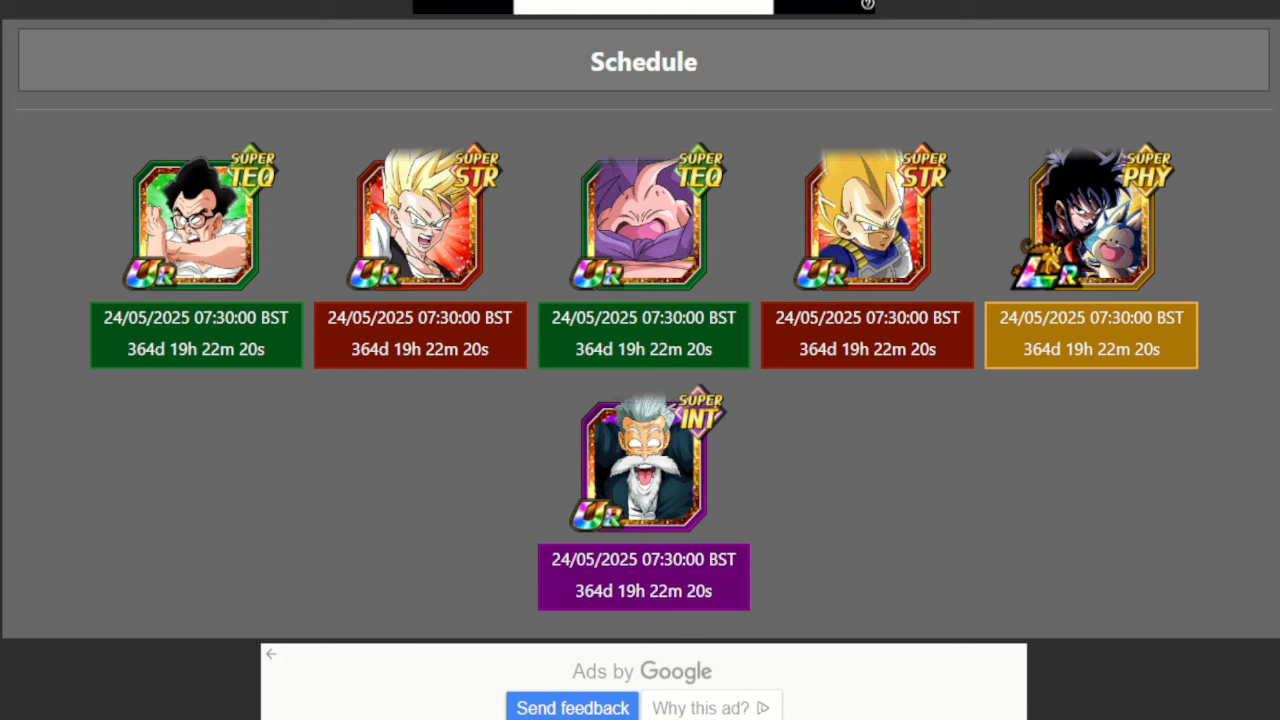 Schedule
SUPER TEQ
UR
SUPER STR
UR
SUPER TEQ
UR
SUPER STR
UR
SUPER PHY
LR
24/05/2025 07:30:00 BST
364d 19h 22m 20s
24/05/2025 07:30:00 BST
364d 19h 22m 20s
24/05/2025 07:30:00 BST
364d 19h 22m 20s
24/05/2025 07:30:00 BST
364d 19h 22m 20s
24/05/2025 07:30:00 BST
364d 19h 22m 20s
SUPER INT
UR
24/05/2025 07:30:00 BST
364d 19h 22m 20s
Ads by Google
Send feedback
Why this ad?